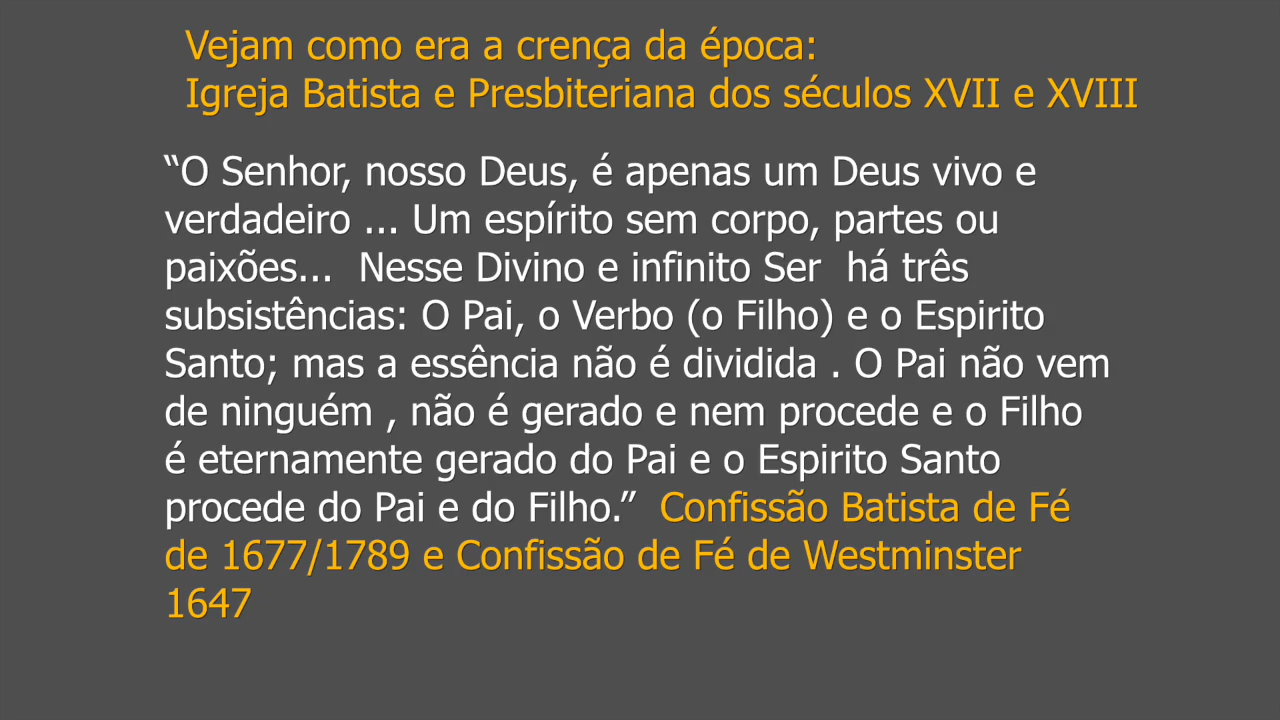 Vejam como era a crença da época:
Igreja Batista e Presbiteriana dos séculos XVII e XVIII
“O Senhor, nosso Deus, é apenas um Deus vivo e
verdadeiro ... Um espírito sem corpo, partes ou
paixões...  Nesse Divino e infinito Ser  há três
subsistências: O Pai, o Verbo (o Filho) e o Espirito
Santo; mas a essência não é dividida . O Pai não vem
de ninguém , não é gerado e nem procede e o Filho
é eternamente gerado do Pai e o Espirito Santo
procede do Pai e do Filho.”  Confissão Batista de Fé
de 1677/1789 e Confissão de Fé de Westminster
1647